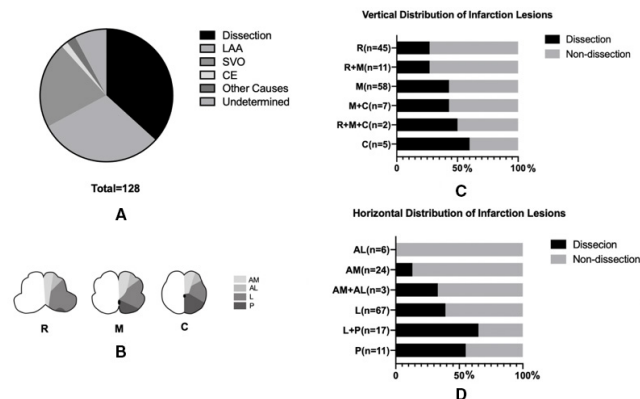 Dissection
LAA
SVO
CE
Other Causes
Undetermined
Total=128
A
AM
AL
L
P
R
M
C
B
Vertical Distribution of Infarction Lesions
R(n=45)
R+M(n=11)
M(n=58)
M+C(n=7)
R+M+C(n=2)
C(n=5)
0
50%
100%
Dissection
Non-dissection
C
Horizontal Distribution of Infarction Lesions
AL(n=6)
AM(n=24)
AM+AL(n=3)
L(n=67)
L+P(n=17)
P(n=11)
0
50%
100%
Dissecion
Non-dissection
D